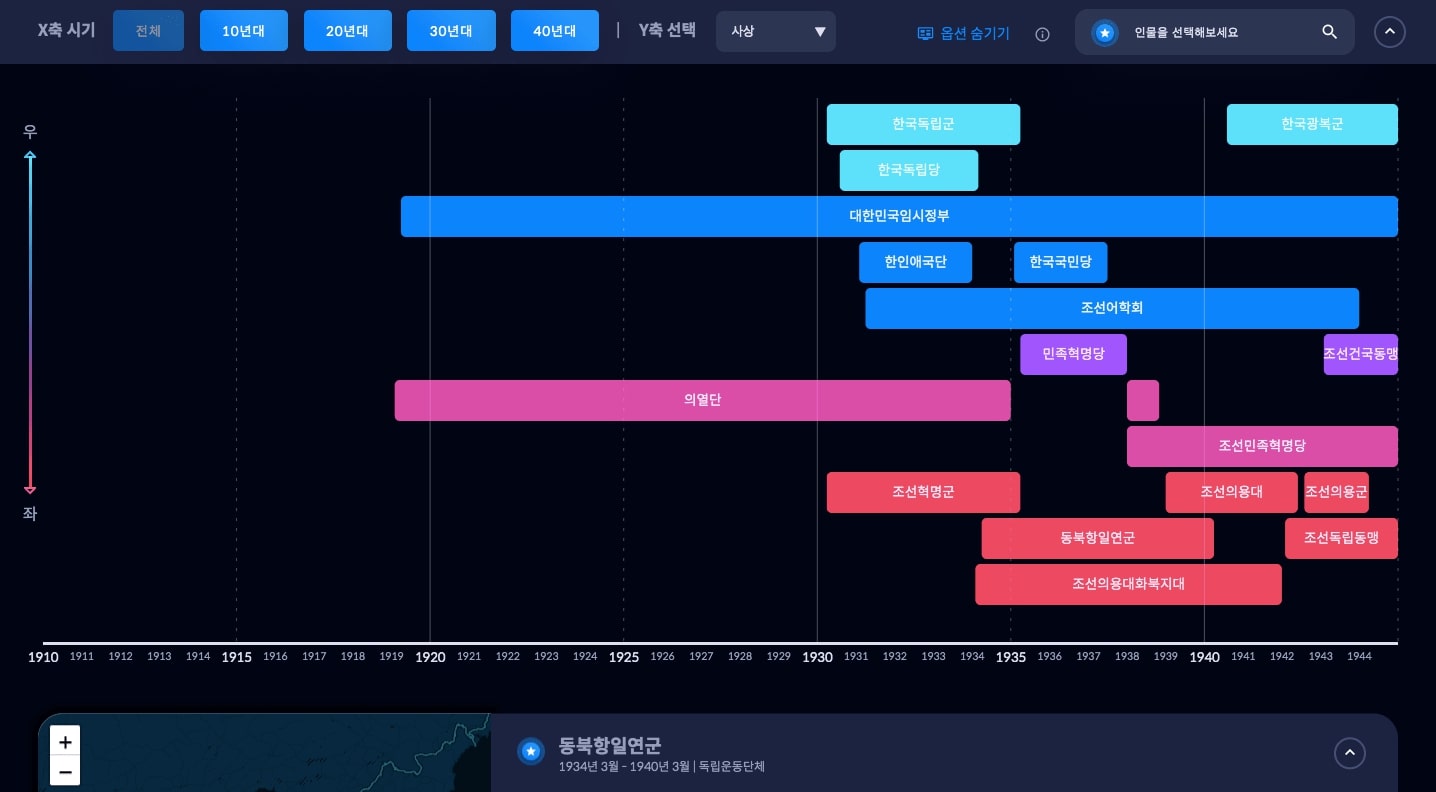 X축 시기 전체 10년대 20년대 30년대 40년대 | Y축 선택 사상 ▼ 옵션 숨기기 인물을 선택해보세요
우
한국독립군 한국광복군
한국독립당
대한민국임시정부
한인애국단 한국국민당
조선어학회
민족혁명당 조선건국동맹
의열단
조선민족혁명당
조선혁명군 조선의용대 조선의용군
좌
동북항일연군 조선독립동맹
조선의용대화북지대
1910 1911 1912 1913 1914 1915 1916 1917 1918 1919 1920 1921 1922 1923 1924 1925 1926 1927 1928 1929 1930 1931 1932 1933 1934 1935 1936 1937 1938 1939 1940 1941 1942 1943 1944
+
−
동북항일연군
1934년 3월 - 1940년 3월 | 독립운동단체